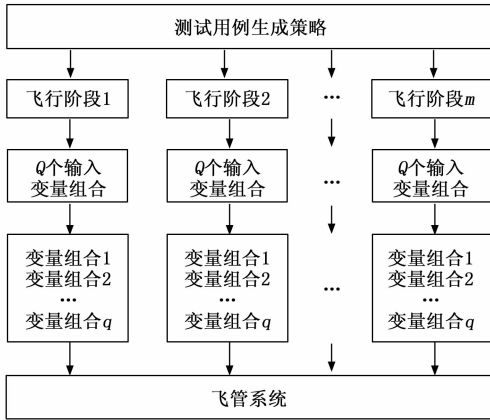 测试用例生成策略
飞行阶段1 飞行阶段2 ··· 飞行阶段m
Q个输入 Q个输入 Q个输入
变量组合 变量组合 ··· 变量组合
变量组合1 变量组合1 变量组合1
变量组合2 变量组合2 ··· 变量组合2
··· ··· ···
变量组合q 变量组合q 变量组合q
飞管系统